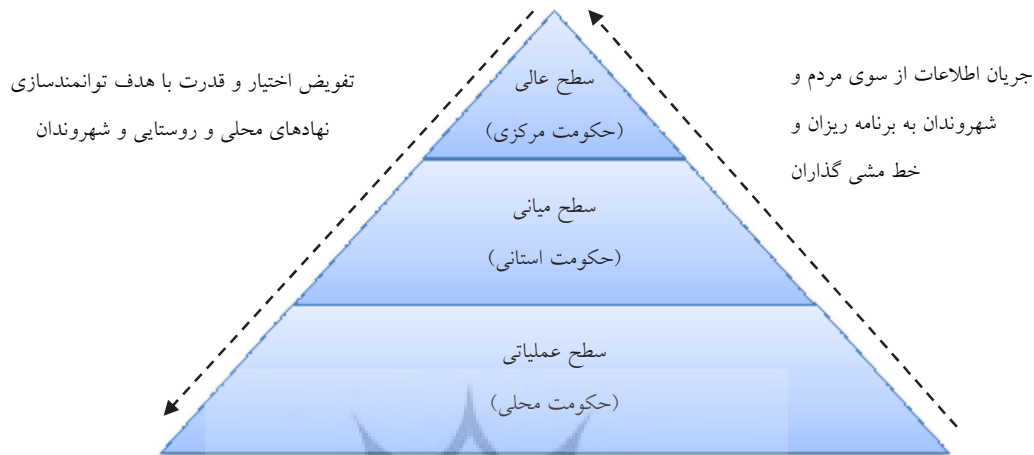 جریان اطلاعات از سوی مردم و
شهروندان به برنامه ریزان و
خط مشی گذاران
سطح عالی
(حکومت مرکزی)
تفویض اختیار و قدرت با هدف توانمندسازی
نهادهای محلی و روستایی و شهروندان
سطح میانی
(حکومت استانی)
سطح عملیاتی
(حکومت محلی)